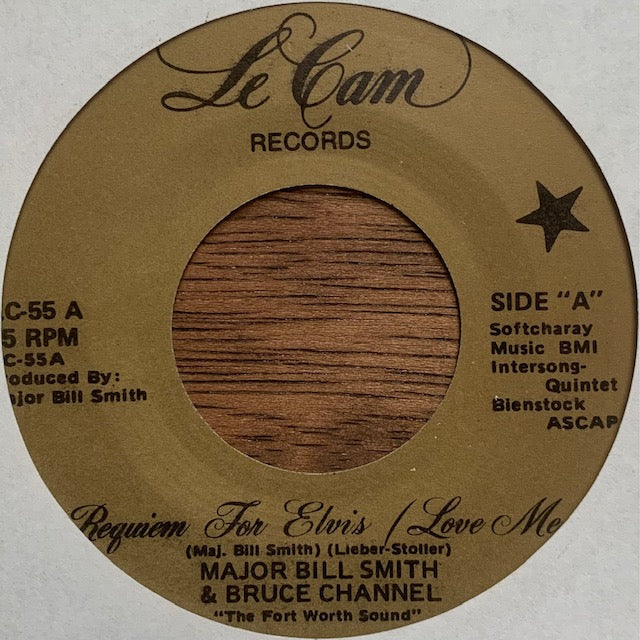 Le Cam
RECORDS
.C-55 A
5 RPM
C-55A
oduced By:
ajor Bill Smith
SIDE "A"
Softcharay
Music BMI
Intersong-
Quintet
Bienstock
ASCAP
Requiem For Elvis / Love Me
(Maj. Bill Smith) (Lieber-Stoller)
MAJOR BILL SMITH
& BRUCE CHANNEL
"The Fort Worth Sound"